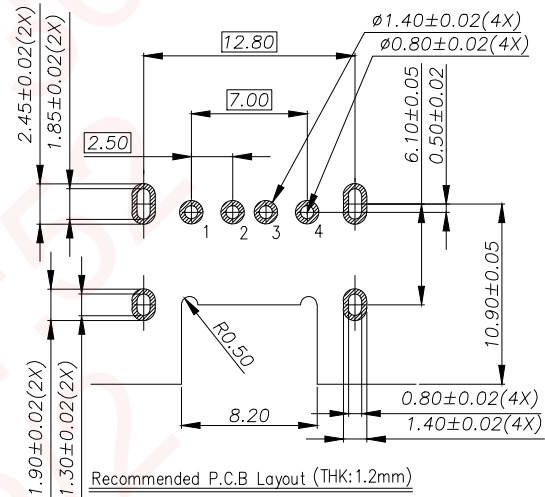 ø1.40±0.02(4X)
12.80
ø0.80±0.02(4X)
2.45±0.02(2X)
1.85±0.02(2X)
7.00
6.10±0.05
0.50±0.02
2.50
1 2 3 4
10.90±0.05
R0.50
1.90±0.02(2X)
1.30±0.02(2X)
0.80±0.02(4X)
8.20
1.40±0.02(4X)
Recommended P.C.B Layout (THK:1.2mm)